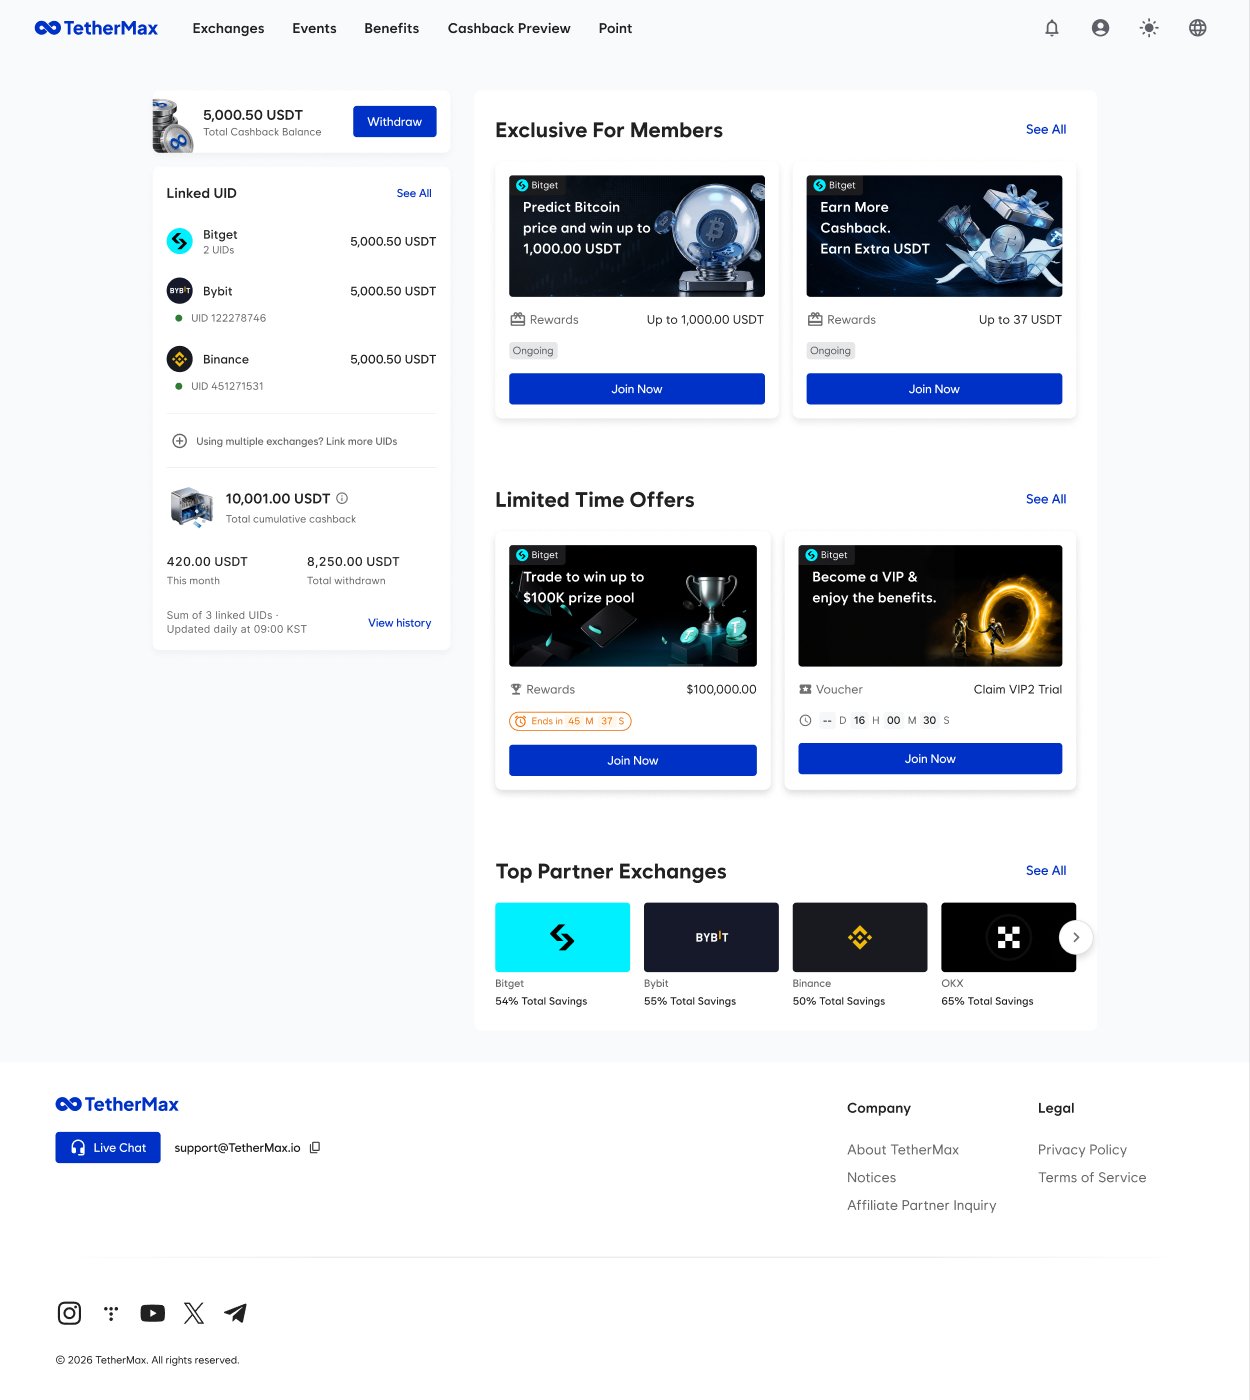 TetherMax
Exchanges
Events
Benefits
Cashback Preview
Point
5,000.50 USDT
Total Cashback Balance
Withdraw
Linked UID
See All
Bitget
2 UIDs
5,000.50 USDT
BYBIT
Bybit
5,000.50 USDT
UID 122278746
Binance
5,000.50 USDT
UID 451271531
Using multiple exchanges? Link more UIDs
10,001.00 USDT
Total cumulative cashback
420.00 USDT
This month
8,250.00 USDT
Total withdrawn
Sum of 3 linked UIDs ·
Updated daily at 09:00 KST
View history
Exclusive For Members
See All
Bitget
Predict Bitcoin
price and win up to
1,000.00 USDT
Rewards
Up to 1,000.00 USDT
Ongoing
Join Now
Bitget
Earn More
Cashback.
Earn Extra USDT
Rewards
Up to 37 USDT
Ongoing
Join Now
Limited Time Offers
See All
Bitget
Trade to win up to
$100K prize pool
Rewards
$100,000.00
Ends in 45 M 37 S
Join Now
Bitget
Become a VIP &
enjoy the benefits.
Voucher
Claim VIP2 Trial
-- D 16 H 00 M 30 S
Join Now
Top Partner Exchanges
See All
Bitget
54% Total Savings
BYBIT
Bybit
55% Total Savings
Binance
50% Total Savings
OKX
65% Total Savings
TetherMax
Live Chat
support@TetherMax.io
Company
About TetherMax
Notices
Affiliate Partner Inquiry
Legal
Privacy Policy
Terms of Service
© 2026 TetherMax. All rights reserved.